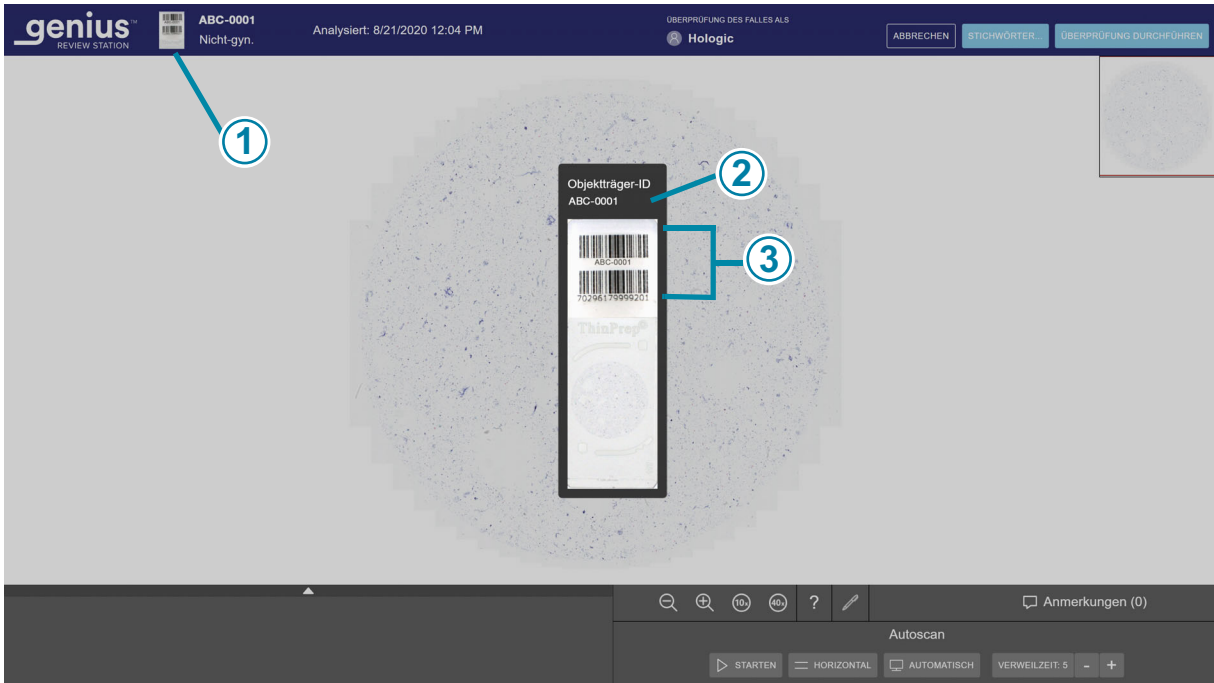 genius™
REVIEW STATION
ABC-0001
Nicht-gyn.
Analysiert: 8/21/2020 12:04 PM
ÜBERPRÜFUNG DES FALLES ALS
Hologic
ABBRECHEN
STICHWÖRTER...
ÜBERPRÜFUNG DURCHFÜHREN
1
2
3
Objektträger-ID
ABC-0001
ABC-0001
70296179999201
ThinPrep®
10x
40x
?
Anmerkungen (0)
Autoscan
STARTEN
HORIZONTAL
AUTOMATISCH
VERWEILZEIT: 5
-
+